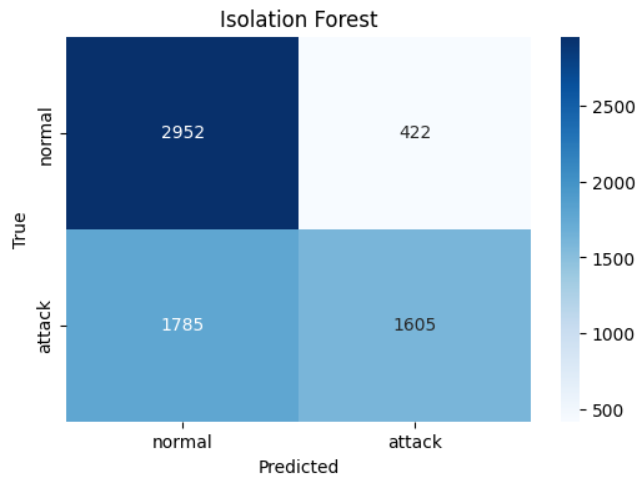 Isolation Forest
normal
2952
422
2500
2000
True
1500
attack
1785
1605
1000
500
normal
attack
Predicted